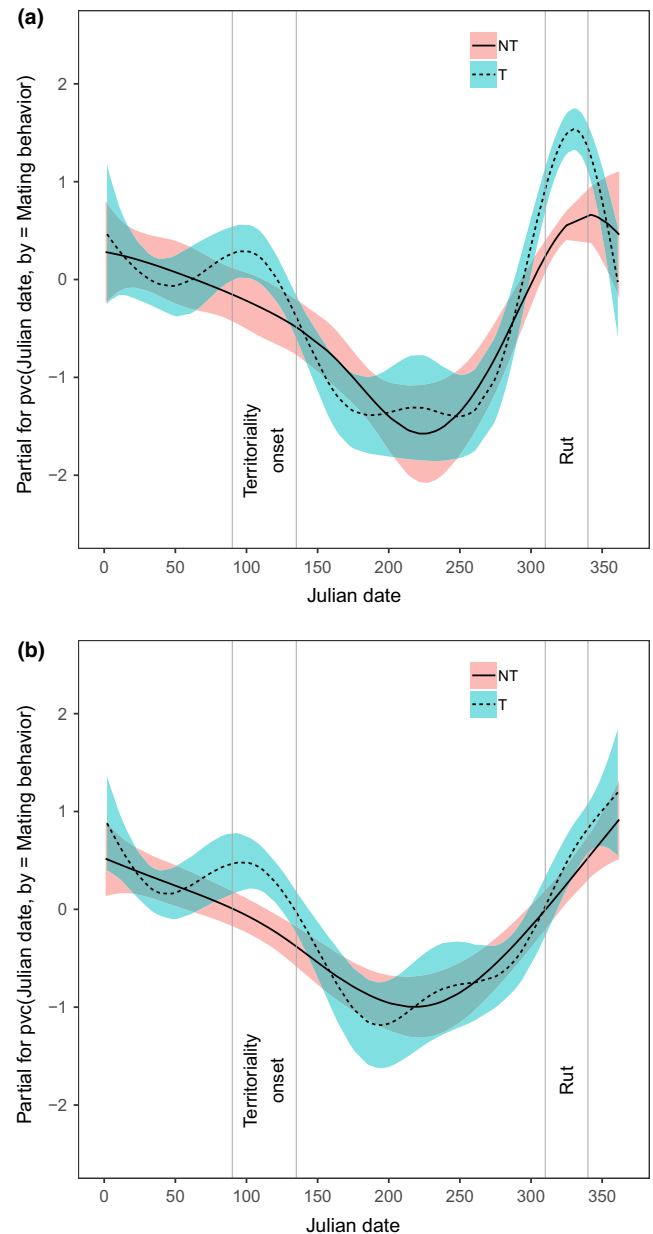 (a)
Partial for pvc(Julian date, by = Mating behavior)
2
1
0
−1
−2
NT
T
Territoriality
onset
Rut
0 50 100 150 200 250 300 350
Julian date
(b)
Partial for pvc(Julian date, by = Mating behavior)
2
1
0
−1
−2
NT
T
Territoriality
onset
Rut
0 50 100 150 200 250 300 350
Julian date